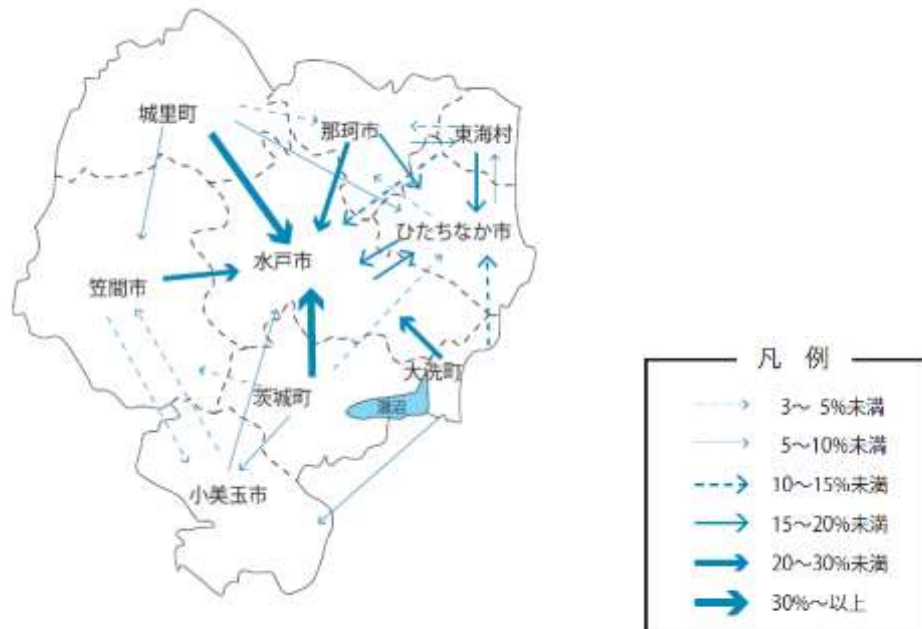 城里町
那珂市
東海村
ひたちなか市
水戸市
笠間市
大洗町
茨城町
涸沼
小美玉市
凡 例
3～ 5%未満
5～10%未満
10～15%未満
15～20%未満
20～30%未満
30%～以上